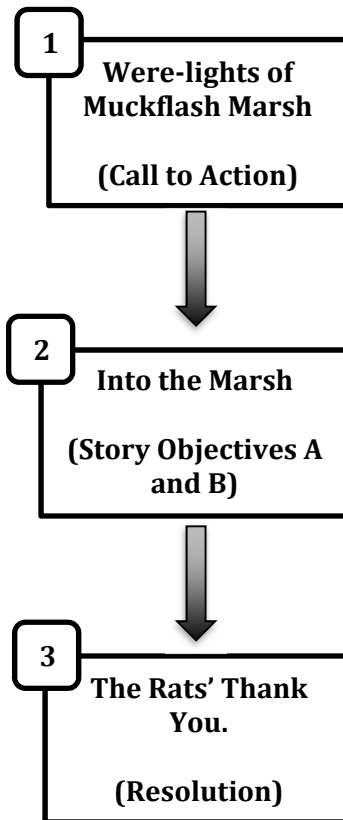 1
Were-lights of
Muckflash Marsh
(Call to Action)
2
Into the Marsh
(Story Objectives A
and B)
3
The Rats’ Thank
You.
(Resolution)